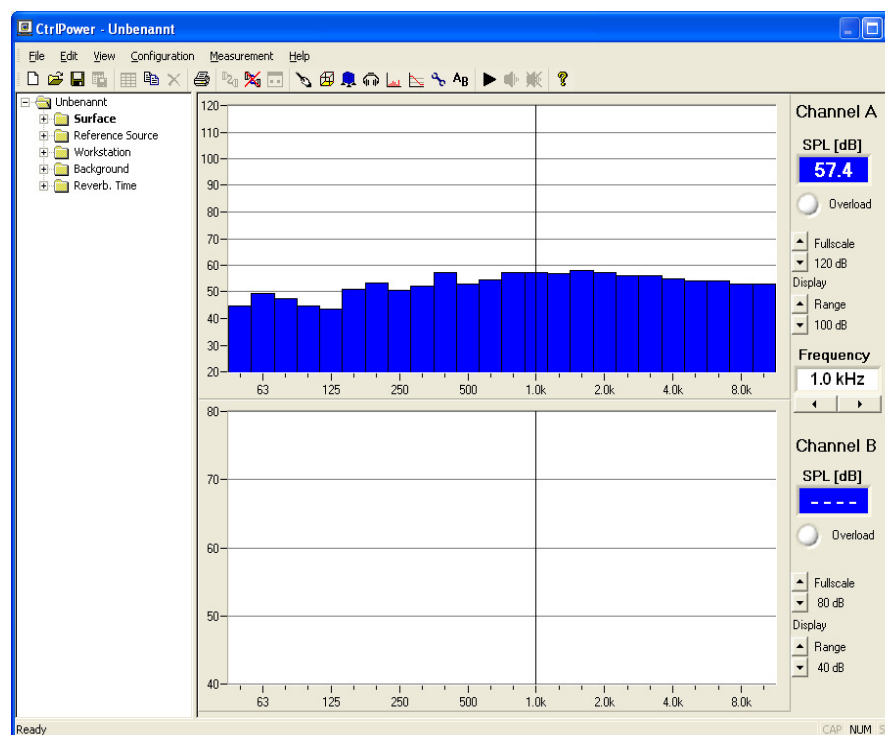 CtrlPower - Unbenannt
File Edit View Configuration Measurement Help
AB
Unbenannt
Surface
Reference Source
Workstation
Background
Reverb. Time
120
110
100
90
80
70
60
50
40
30
20
63 125 250 500 1.0k 2.0k 4.0k 8.0k
80
70
60
50
40
63 125 250 500 1.0k 2.0k 4.0k 8.0k
Channel A
SPL [dB]
57.4
Overload
Fullscale
120 dB
Display
Range
100 dB
Frequency
1.0 kHz
Channel B
SPL [dB]
----
Overload
Fullscale
80 dB
Display
Range
40 dB
Ready CAP NUM